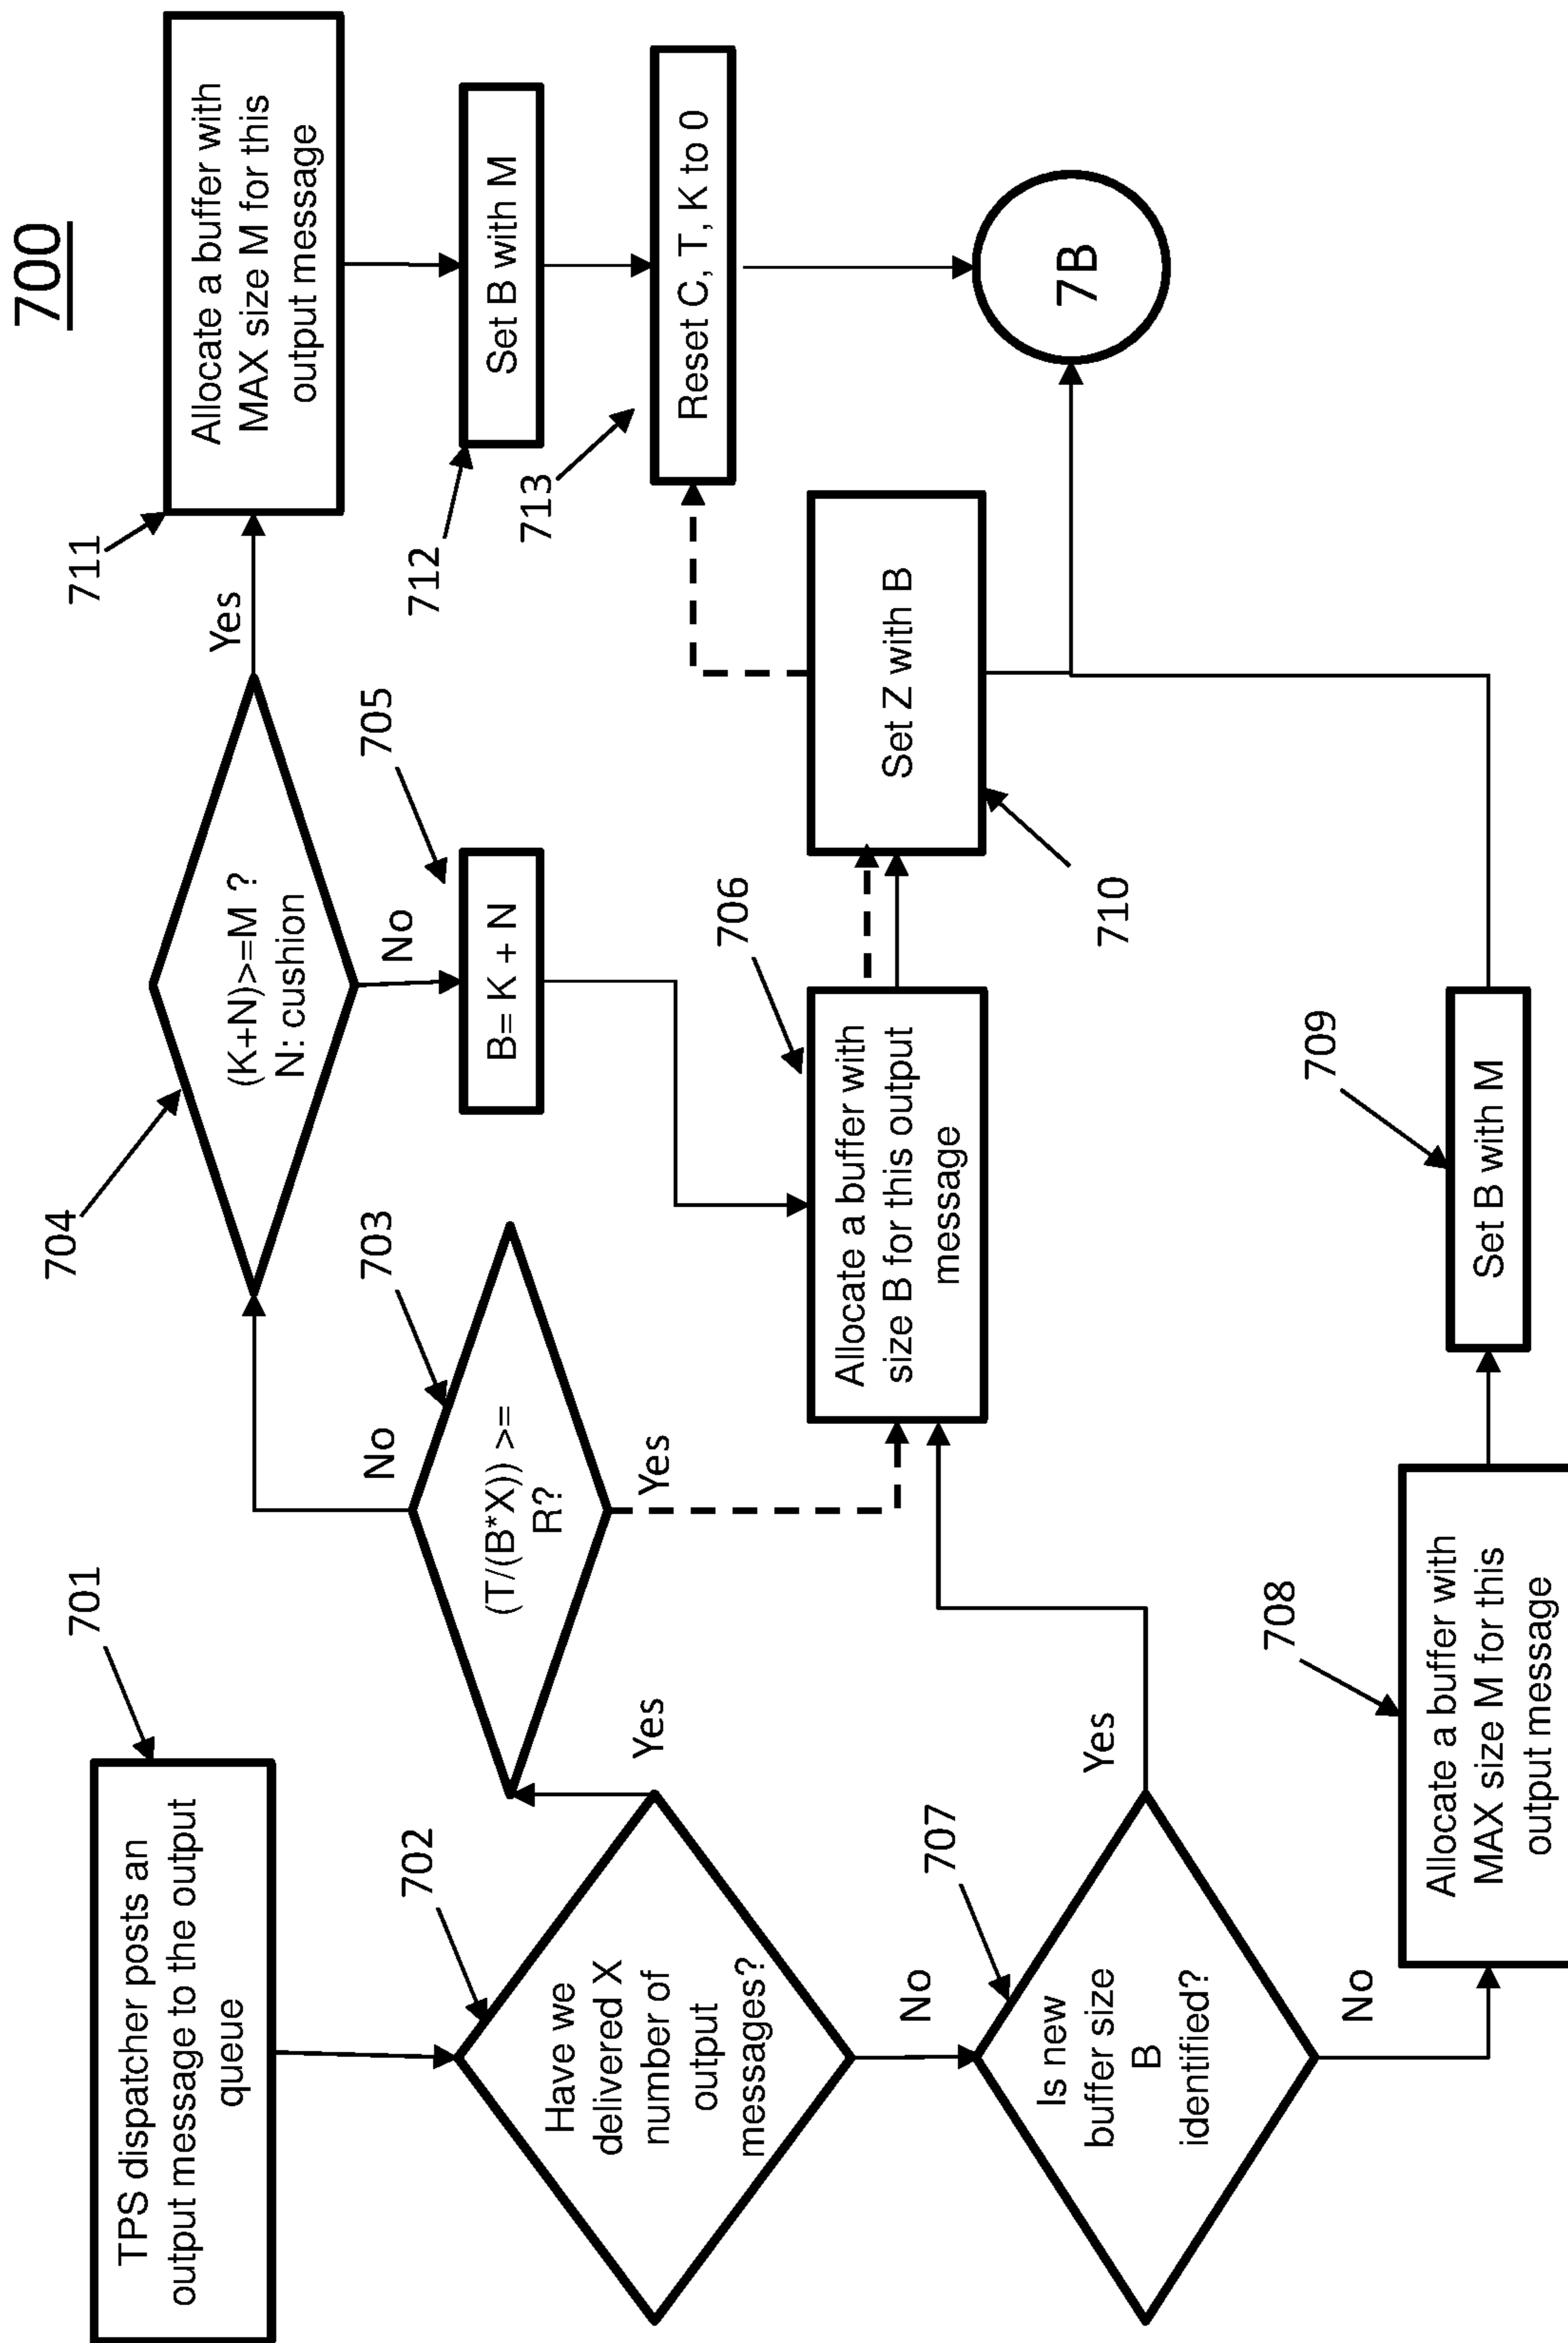 700
701
TPS dispatcher posts an
output message to the output
queue
702
Have we
delivered X
number of
output
messages?
Yes
No
703
(T/(B*X)) >=
R?
No
Yes
704
(K+N)>=M ?
N: cushion
Yes
No
705
B= K + N
706
Allocate a buffer with
size B for this output
message
707
Is new
buffer size
B
identified?
Yes
No
708
Allocate a buffer with
MAX size M for this
output message
709
Set B with M
710
Set Z with B
711
Allocate a buffer with
MAX size M for this
output message
712
Set B with M
713
Reset C, T, K to 0
7B